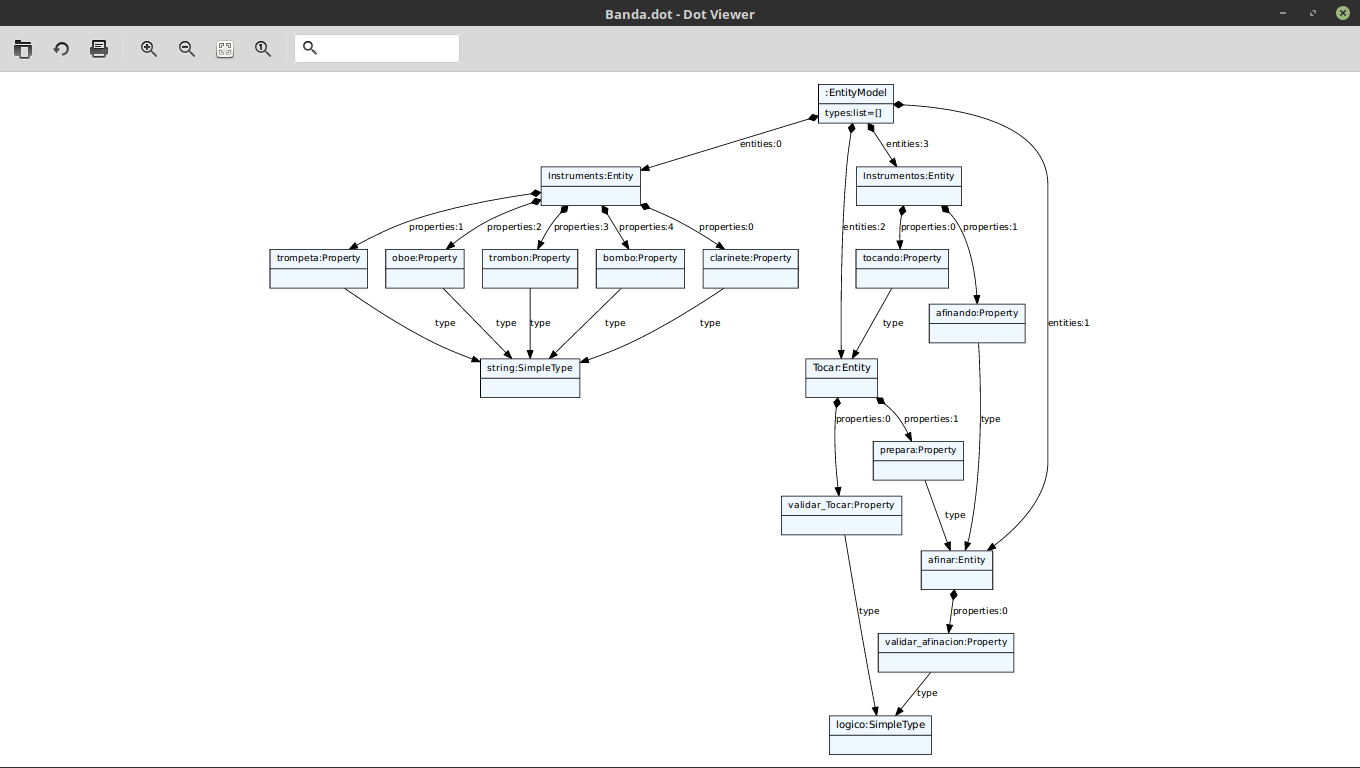 Banda.dot - Dot Viewer
:EntityModel
types:list=[]
entities:0
entities:3
Instruments:Entity
Instrumentos:Entity
properties:1
properties:2
properties:3
properties:4
properties:0
entities:2
properties:0
properties:1
trompeta:Property
oboe:Property
trombon:Property
bombo:Property
clarinete:Property
tocando:Property
afinando:Property
type
type
type
type
type
type
entities:1
string:SimpleType
Tocar:Entity
properties:0
properties:1
type
prepara:Property
validar_Tocar:Property
type
afinar:Entity
type
properties:0
validar_afinacion:Property
type
logico:SimpleType